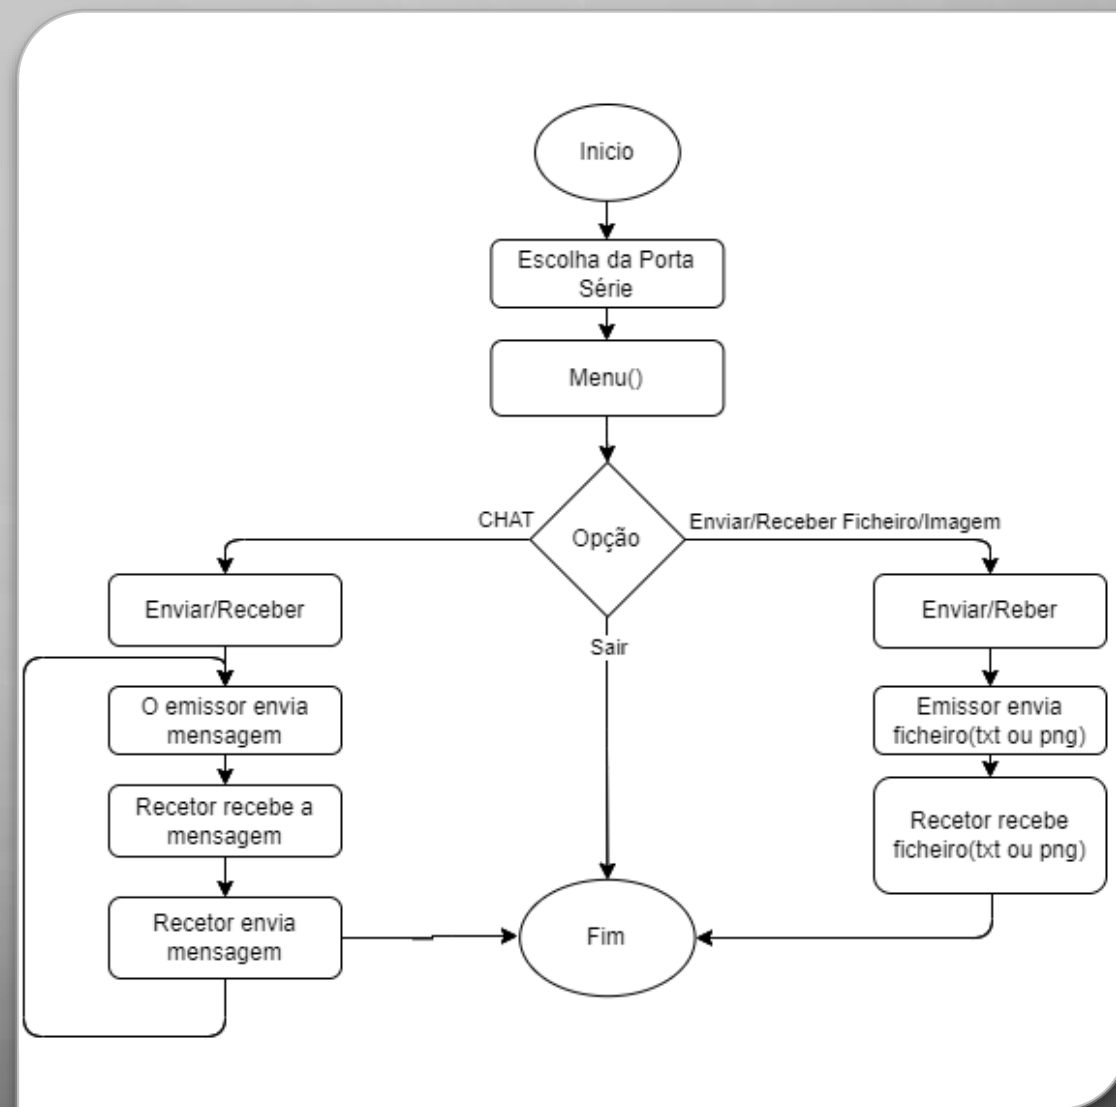 Inicio
Escolha da Porta
Série
Menu()
Opção
CHAT
Enviar/Receber Ficheiro/Imagem
Sair
Enviar/Receber
O emissor envia
mensagem
Recetor recebe a
mensagem
Recetor envia
mensagem
Enviar/Reber
Emissor envia
ficheiro(txt ou png)
Recetor recebe
ficheiro(txt ou png)
Fim